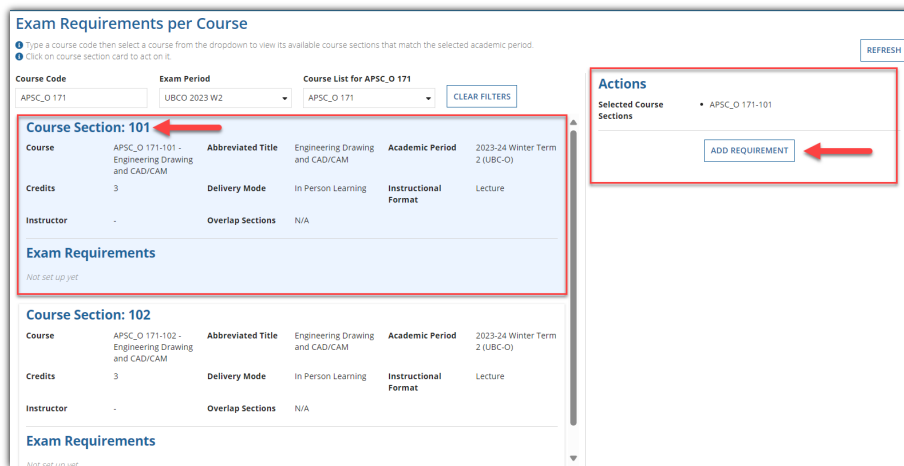 Exam Requirements per Course
Type a course code then select a course from the dropdown to view its available course sections that match the selected academic period.
Click on course section card to act on it.
REFRESH
Course Code Exam Period Course List for APSC_O 171
APSC_O 171 UBCO 2023 W2 APSC_O 171 CLEAR FILTERS
Course Section: 101
Course APSC_O 171-101 - Abbreviated Title Engineering Drawing Academic Period 2023-24 Winter Term
Engineering Drawing and CAD/CAM 2 (UBC-O)
and CAD/CAM
Credits 3 Delivery Mode In Person Learning Instructional Lecture
Format
Instructor - Overlap Sections N/A
Exam Requirements
Not set up yet
Course Section: 102
Course APSC_O 171-102 - Abbreviated Title Engineering Drawing Academic Period 2023-24 Winter Term
Engineering Drawing and CAD/CAM 2 (UBC-O)
and CAD/CAM
Credits 3 Delivery Mode In Person Learning Instructional Lecture
Format
Instructor - Overlap Sections N/A
Exam Requirements
Not set up yet
Actions
Selected Course • APSC_O 171-101
Sections
ADD REQUIREMENT